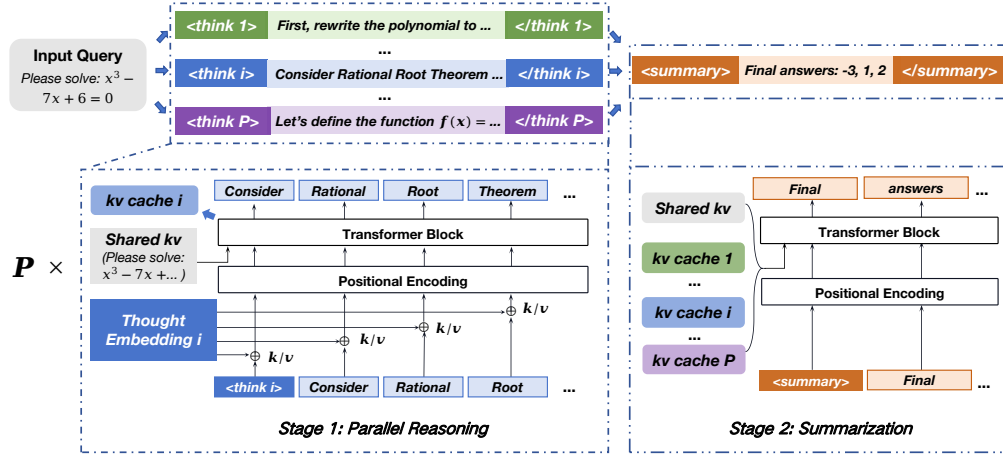 Input Query
Please solve: x³ −
7x + 6 = 0
<think 1> First, rewrite the polynomial to ... </think 1>
...
<think i> Consider Rational Root Theorem ... </think i>
...
<think P> Let's define the function f(x) = ... </think P>
<summary> Final answers: -3, 1, 2 </summary>
P ×
kv cache i
Consider Rational Root Theorem ...
Transformer Block
Shared kv
(Please solve:
x³ − 7x +... )
Positional Encoding
Thought
Embedding i
k/v
k/v
k/v
k/v
<think i> Consider Rational Root ...
Stage 1: Parallel Reasoning
Final answers ...
Shared kv
Transformer Block
kv cache 1
...
Positional Encoding
kv cache i
...
kv cache P
<summary> Final ...
Stage 2: Summarization